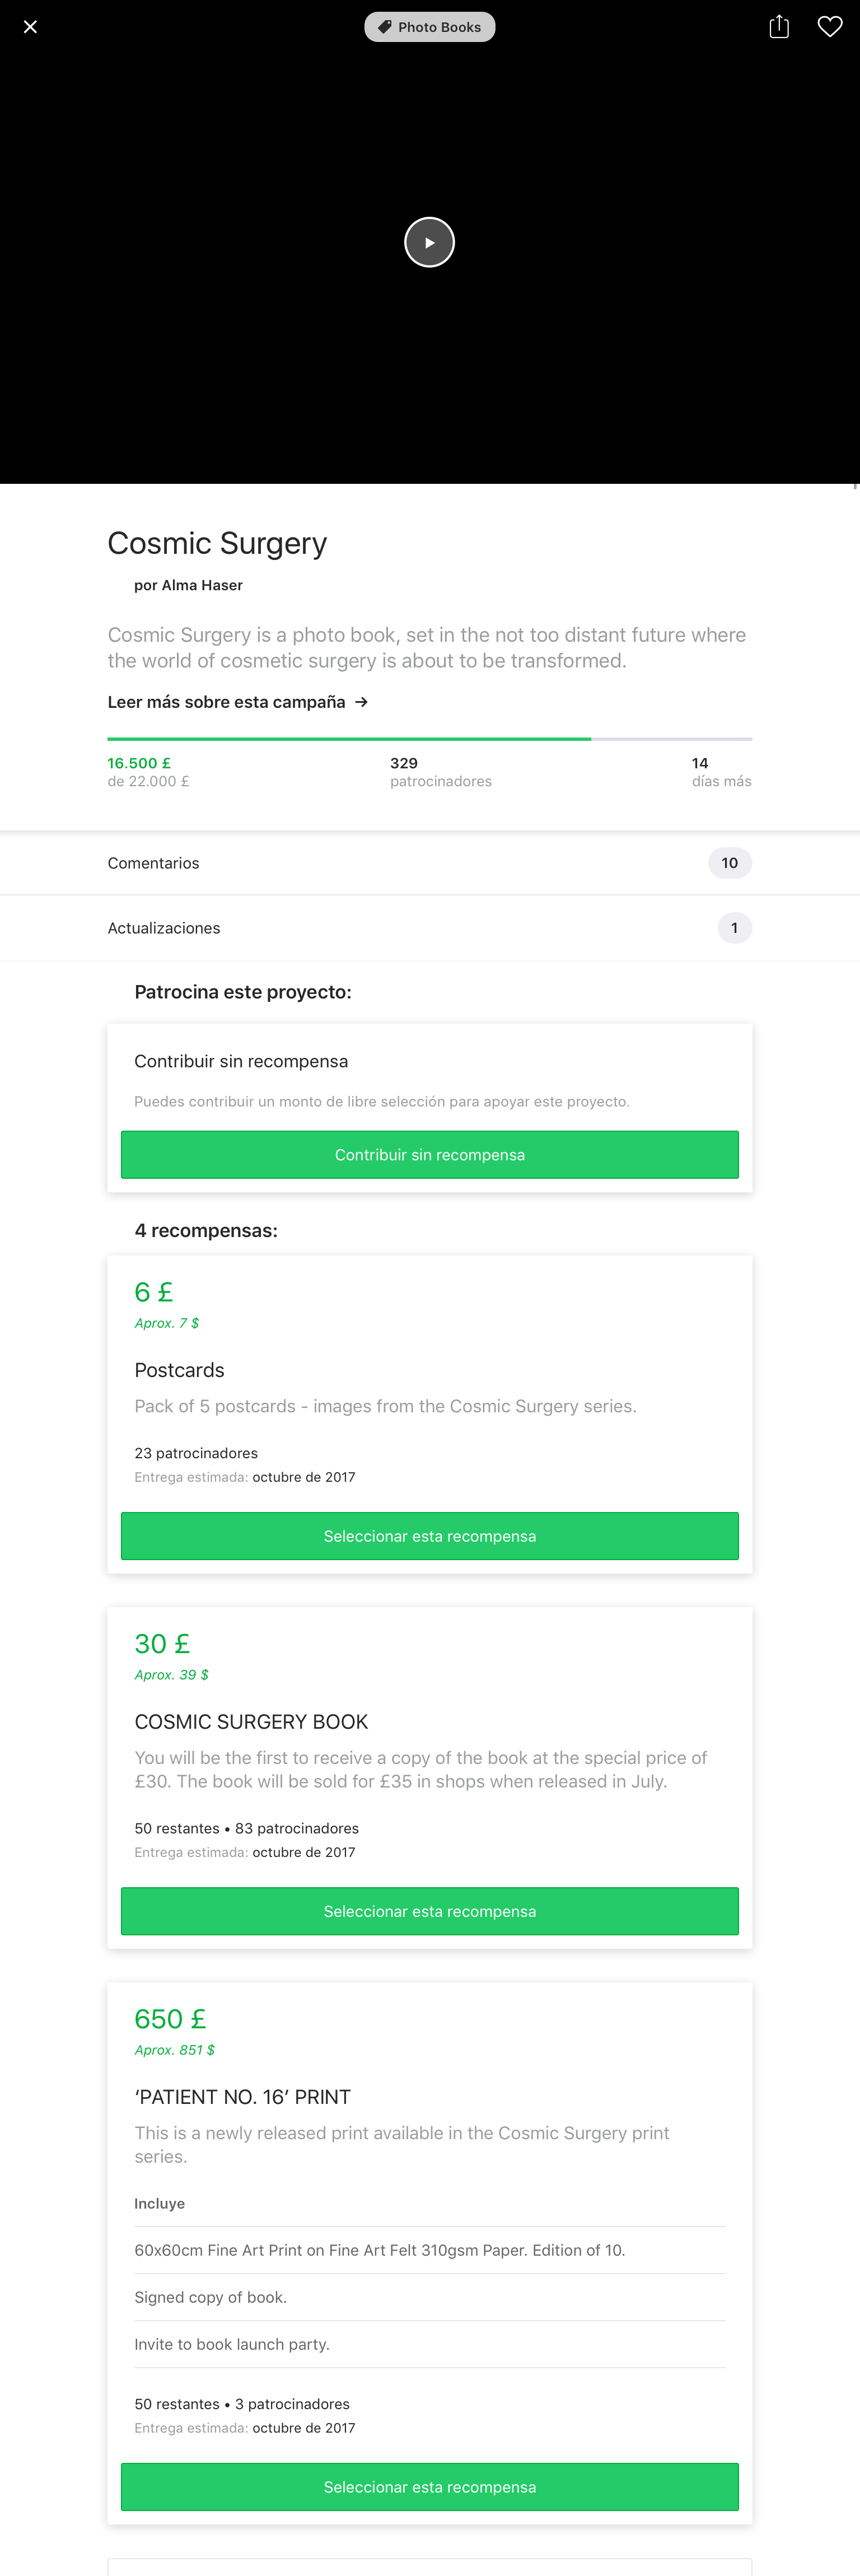 Photo Books
Cosmic Surgery
por Alma Haser
Cosmic Surgery is a photo book, set in the not too distant future where
the world of cosmetic surgery is about to be transformed.
Leer más sobre esta campaña →
16.500 £
de 22.000 £
329
patrocinadores
14
días más
Comentarios
10
Actualizaciones
1
Patrocina este proyecto:
Contribuir sin recompensa
Puedes contribuir un monto de libre selección para apoyar este proyecto.
Contribuir sin recompensa
4 recompensas:
6 £
Aprox. 7 $
Postcards
Pack of 5 postcards - images from the Cosmic Surgery series.
23 patrocinadores
Entrega estimada: octubre de 2017
Seleccionar esta recompensa
30 £
Aprox. 39 $
COSMIC SURGERY BOOK
You will be the first to receive a copy of the book at the special price of
£30. The book will be sold for £35 in shops when released in July.
50 restantes • 83 patrocinadores
Entrega estimada: octubre de 2017
Seleccionar esta recompensa
650 £
Aprox. 851 $
‘PATIENT NO. 16’ PRINT
This is a newly released print available in the Cosmic Surgery print
series.
Incluye
60x60cm Fine Art Print on Fine Art Felt 310gsm Paper. Edition of 10.
Signed copy of book.
Invite to book launch party.
50 restantes • 3 patrocinadores
Entrega estimada: octubre de 2017
Seleccionar esta recompensa